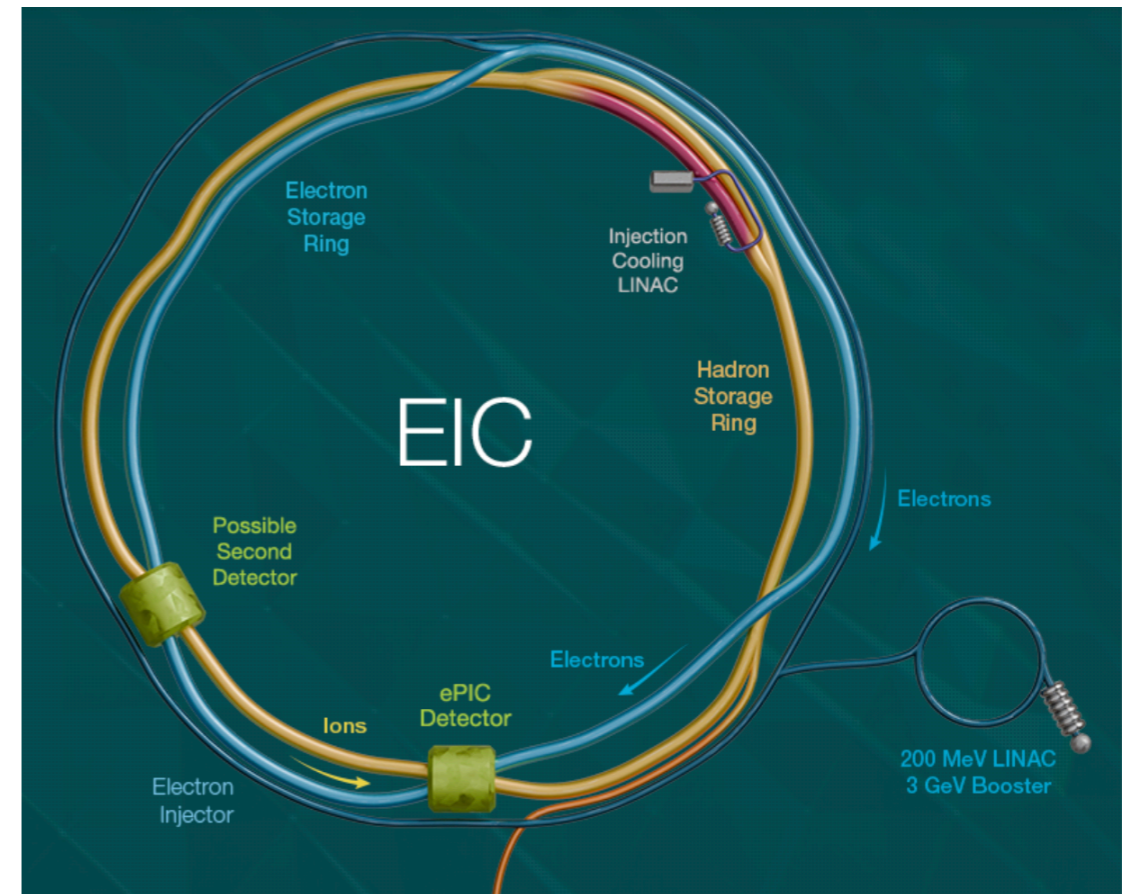 Electron
Storage
Ring
Injection
Cooling
LINAC
Hadron
Storage
Ring
EIC
Electrons
Possible
Second
Detector
Electrons
ePIC
Detector
Ions
Electron
Injector
200 MeV LINAC
3 GeV Booster